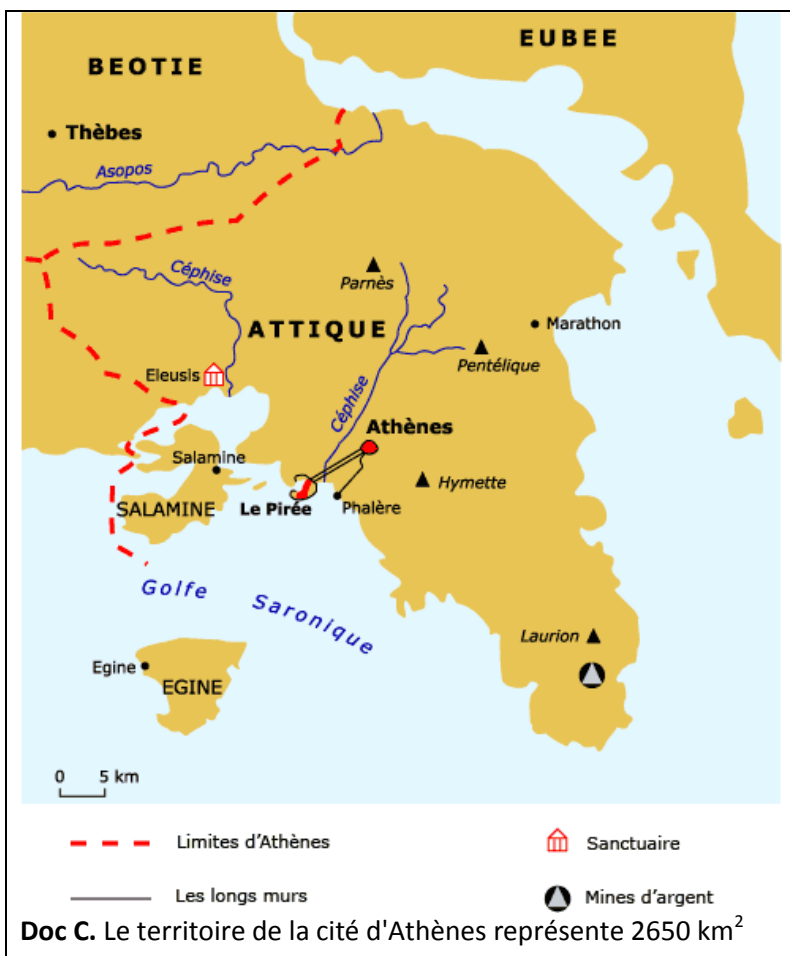 EUBEE
BEOTIE
Thèbes
Asopos
Céphise
Parnès
ATTIQUE
Marathon
Pentélique
Eleusis
Céphise
Athènes
Salamine
Hymette
SALAMINE
Le Pirée
Phalère
Golfe Saronique
Laurion
Egine
EGINE
0 5 km
Limites d'Athènes
Sanctuaire
Les longs murs
Mines d'argent
Doc C. Le territoire de la cité d'Athènes représente 2650 km²